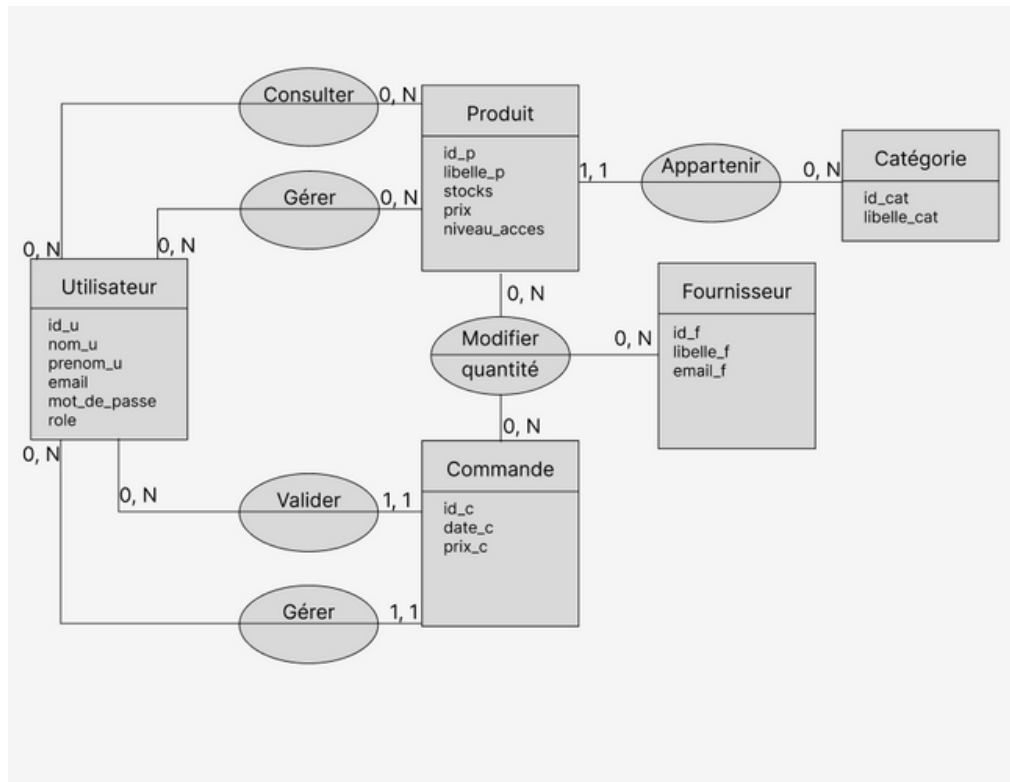 Consulter
0, N
Produit
id_p
libelle_p
stocks
prix
niveau_acces
1, 1
Appartenir
0, N
Catégorie
id_cat
libelle_cat
Gérer
0, N
0, N
0, N
Utilisateur
id_u
nom_u
prenom_u
email
mot_de_passe
role
0, N
Modifier
quantité
0, N
Fournisseur
id_f
libelle_f
email_f
0, N
0, N
0, N
Valider
1, 1
Commande
id_c
date_c
prix_c
Gérer
1, 1